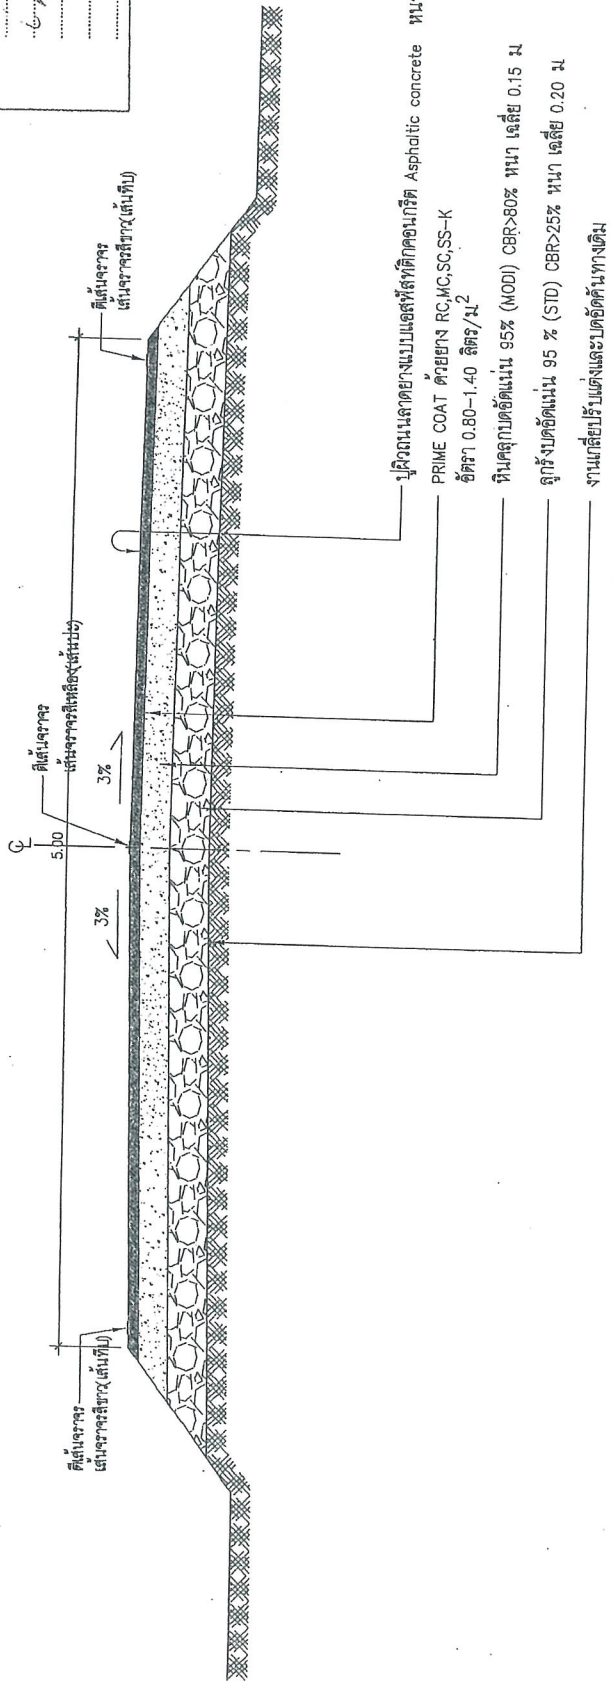 ตีเส้นจราจร
เส้นจราจรสีขาว(เส้นทึบ)
℄
5.00
ตีเส้นจราจร
เส้นจราจรสีเหลือง(เส้นปะ)
3%
3%
ตีเส้นจราจร
เส้นจราจรสีขาว(เส้นทึบ)
ปูผิวถนนลาดยางแบบแอสฟัลท์ติกคอนกรีต Asphaltic concrete
PRIME COAT ด้วยยาง RC,MC,SC,SS-K
อัตรา 0.80-1.40 ลิตร/ม²
หินคลุกบดอัดแน่น 95% (MODI) CBR>80% หนา เฉลี่ย 0.15 ม
ลูกรังบดอัดแน่น 95 % (STD) CBR>25% หนา เฉลี่ย 0.20 ม
งานเกลี่ยปรับแต่งและบดอัดคันทางเดิม